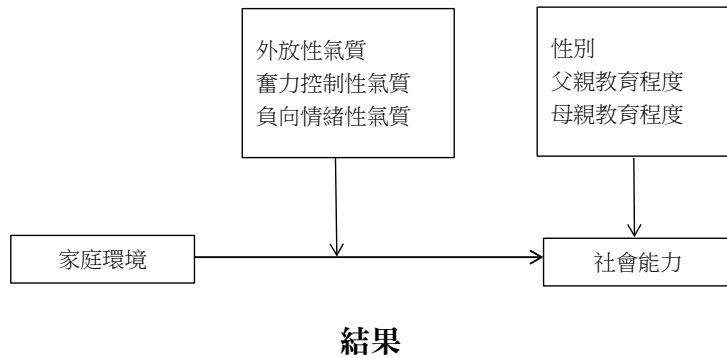 外放性氣質
奮力控制性氣質
負向情緒性氣質
性別
父親教育程度
母親教育程度
家庭環境
社會能力
結果